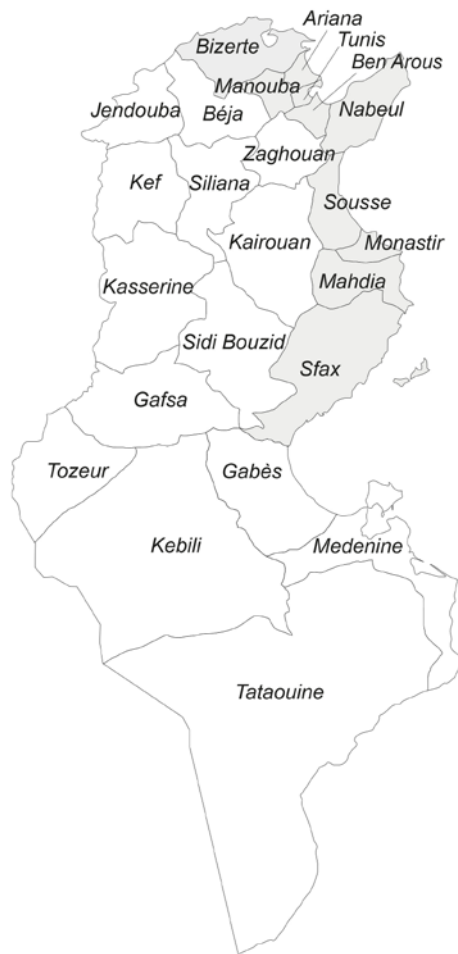 Ariana
Tunis
Bizerte
Ben Arous
Manouba
Nabeul
Jendouba
Béja
Zaghouan
Kef
Siliana
Sousse
Kairouan
Monastir
Mahdia
Kasserine
Sidi Bouzid
Sfax
Gafsa
Tozeur
Gabès
Kebili
Medenine
Tataouine